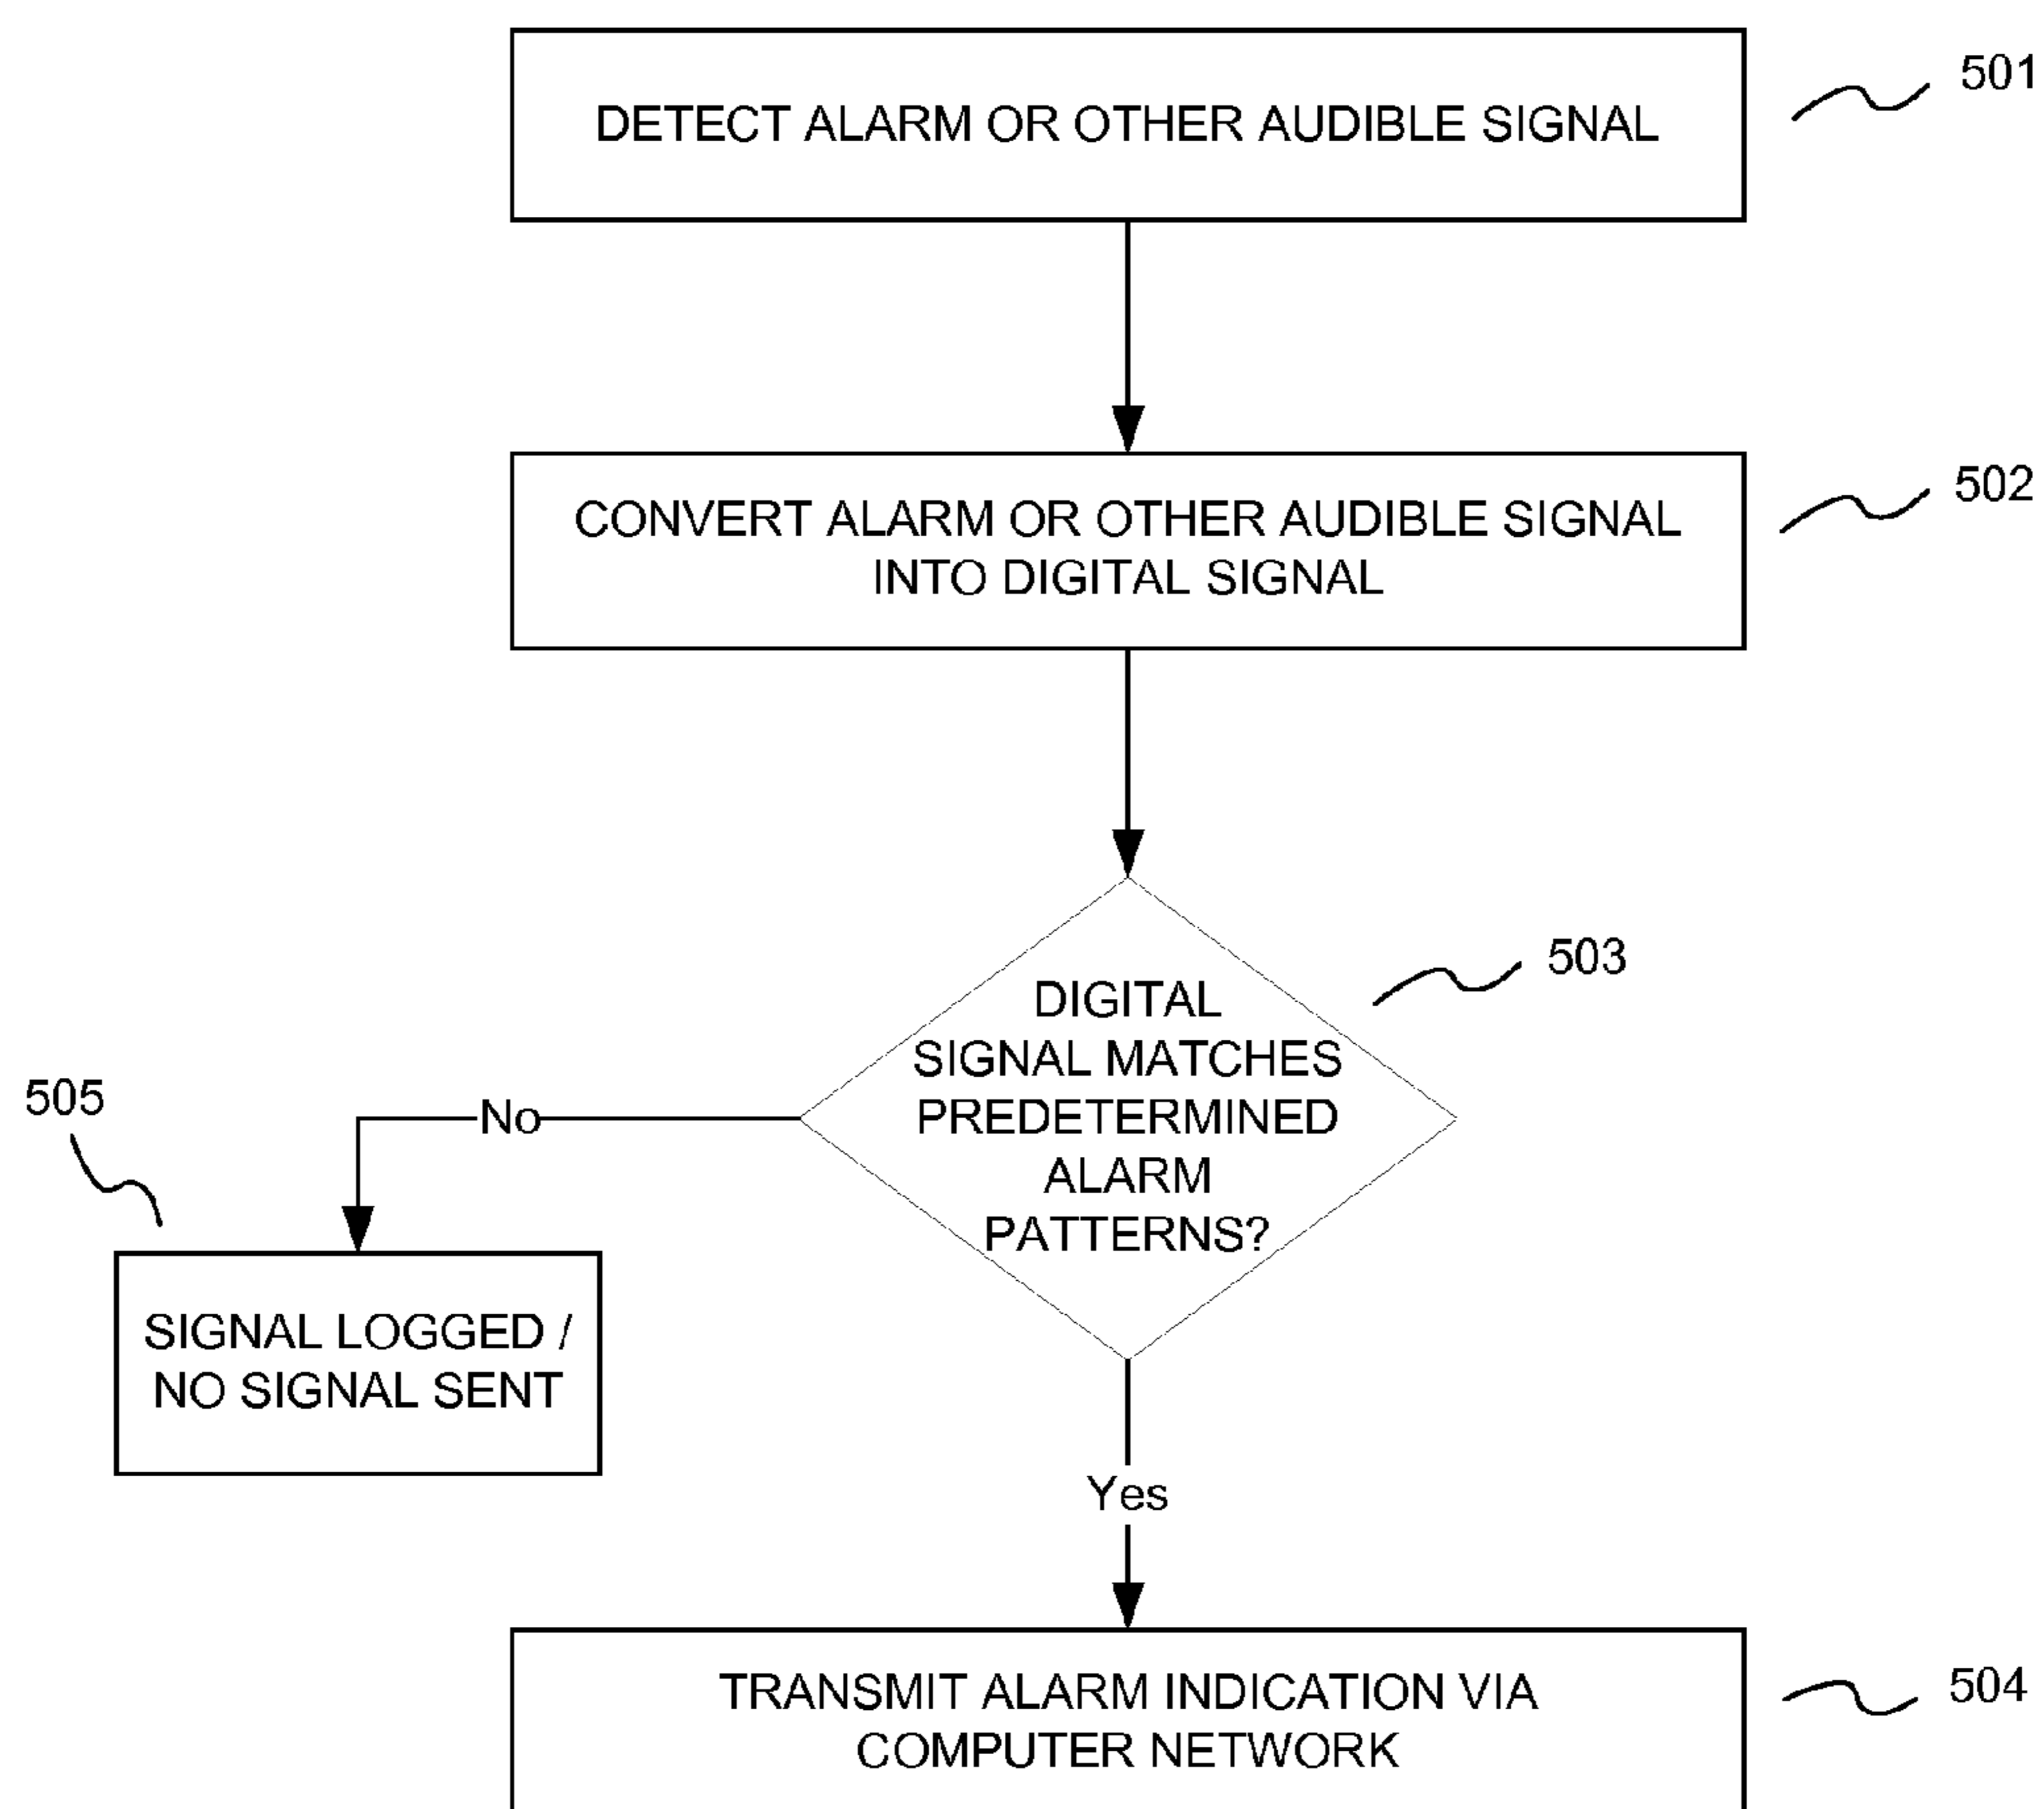 DETECT ALARM OR OTHER AUDIBLE SIGNAL
501
CONVERT ALARM OR OTHER AUDIBLE SIGNAL
INTO DIGITAL SIGNAL
502
DIGITAL
SIGNAL MATCHES
PREDETERMINED
ALARM
PATTERNS?
503
No
505
SIGNAL LOGGED /
NO SIGNAL SENT
Yes
TRANSMIT ALARM INDICATION VIA
COMPUTER NETWORK
504